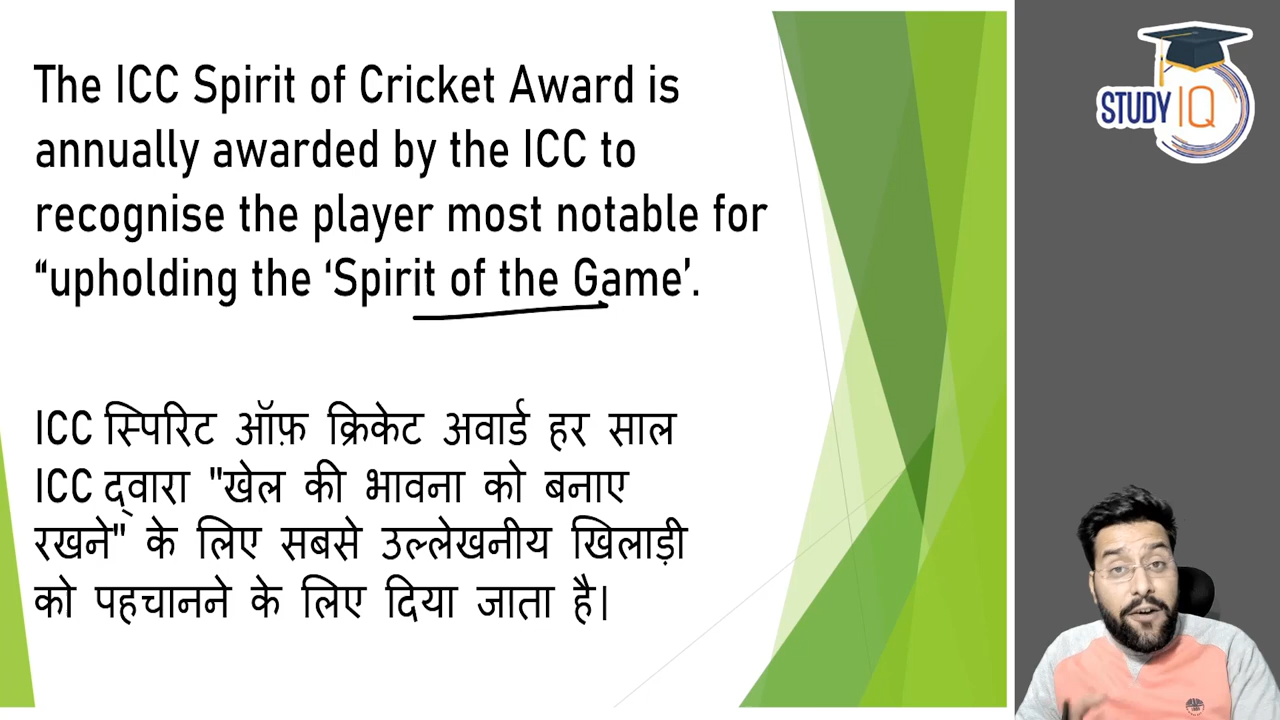 The ICC Spirit of Cricket Award is
annually awarded by the ICC to
recognise the player most notable for
“upholding the ‘Spirit of the Game’.
ICC स्पिरिट ऑफ़ क्रिकेट अवार्ड हर साल
ICC द्वारा "खेल की भावना को बनाए
रखने" के लिए सबसे उल्लेखनीय खिलाड़ी
को पहचानने के लिए दिया जाता है।
STUDY IQ